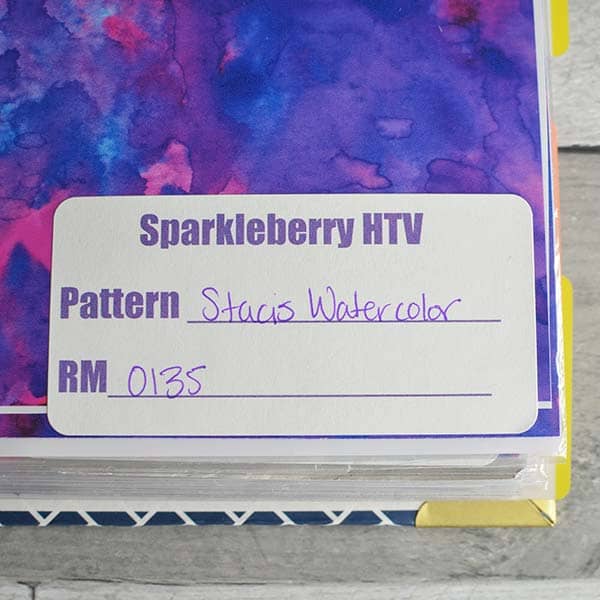 Sparkleberry HTV
Pattern Stacis Watercolor
RM 0135